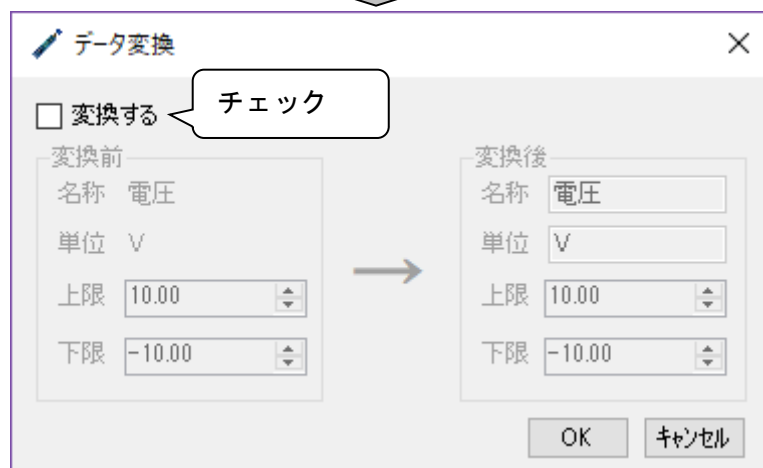 データ変換
変換する
チェック
変換前
名称 電圧
単位 V
上限 10.00
下限 -10.00
変換後
名称 電圧
単位 V
上限 10.00
下限 -10.00
OK キャンセル